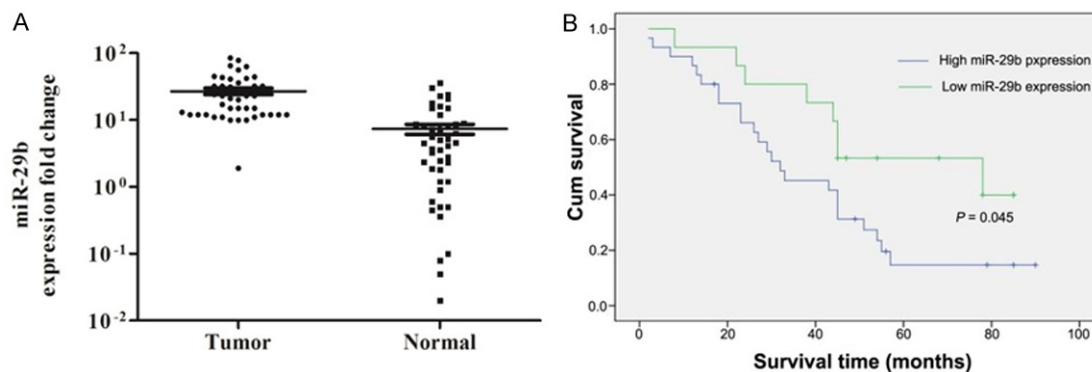 A
miR-29b
expression fold change
10²
10¹
10⁰
10⁻¹
10⁻²
Tumor
Normal
B
Cum survival
1.0
0.8
0.6
0.4
0.2
0.0
High miR-29b pxpression
Low miR-29b expression
P = 0.045
0
20
40
60
80
100
Survival time (months)